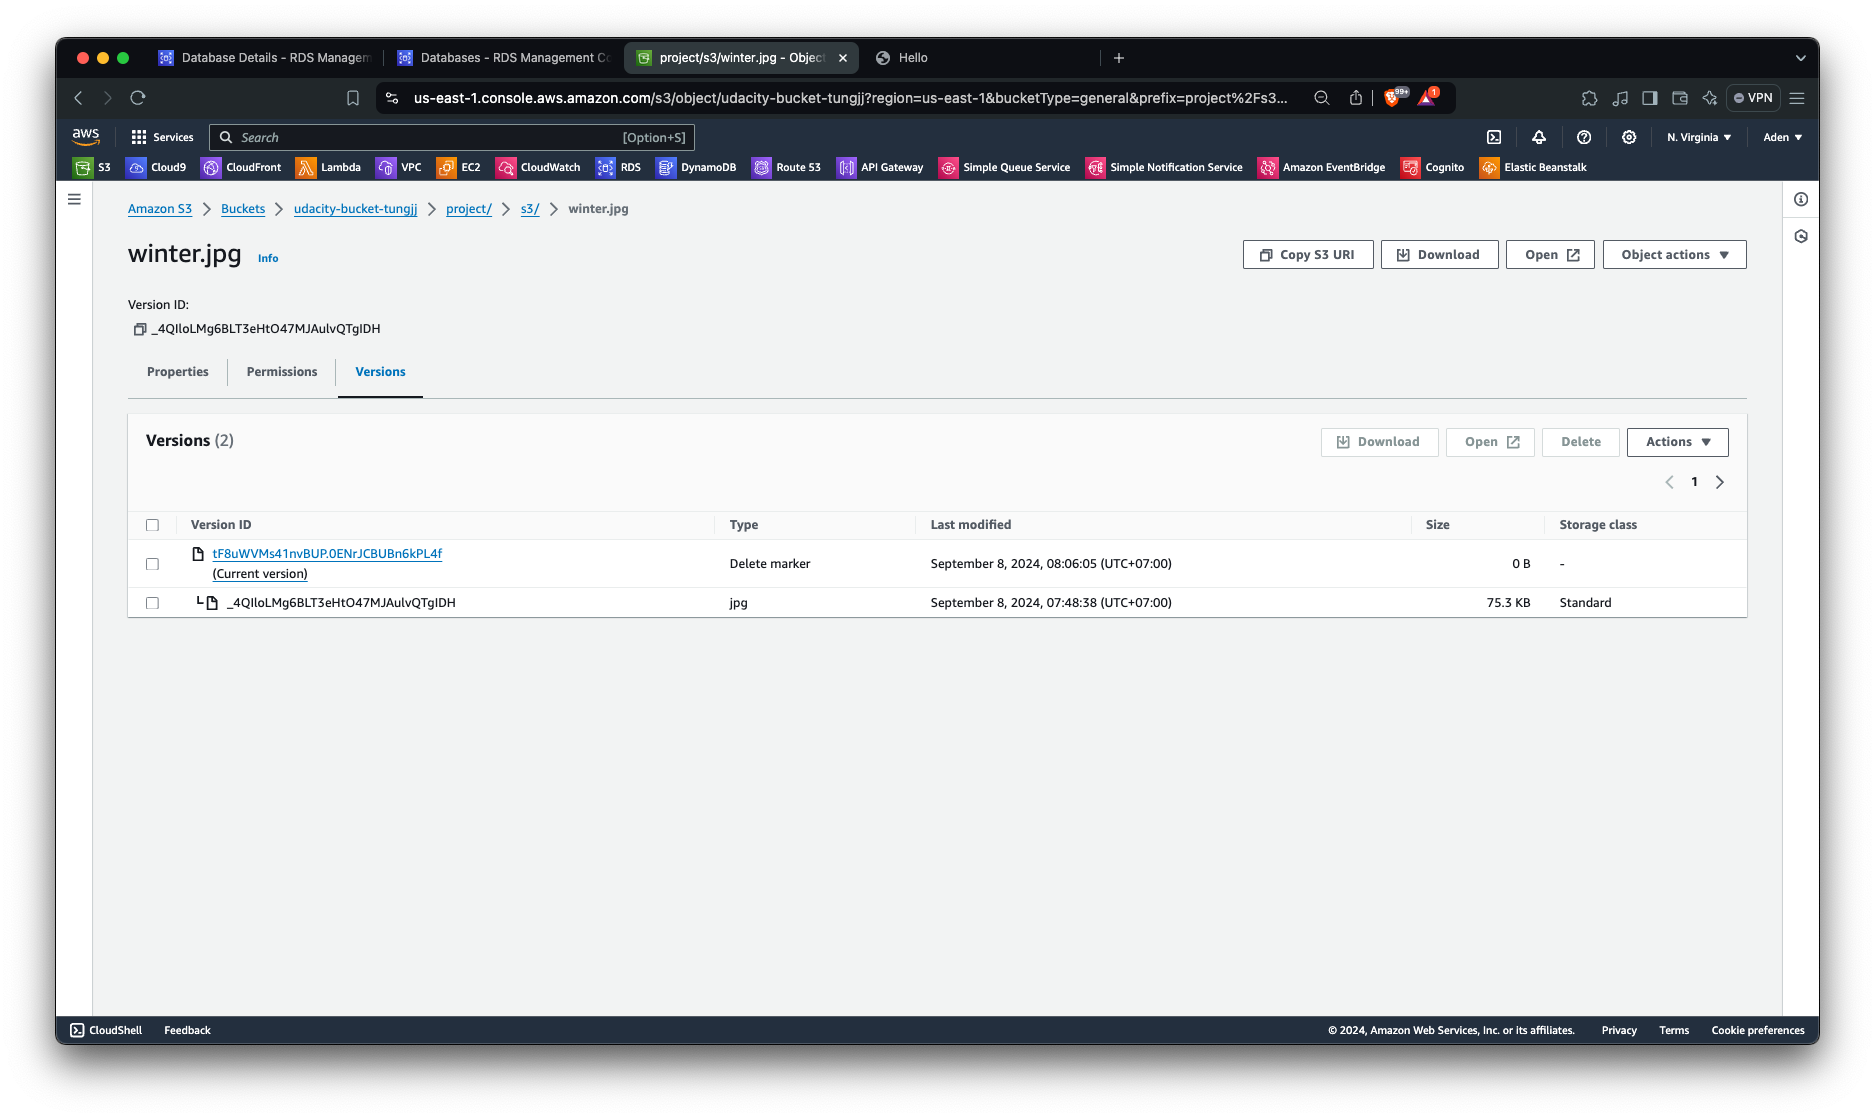 Database Details - RDS Managem
Databases - RDS Management Co
project/s3/winter.jpg - Object
Hello
us-east-1.console.aws.amazon.com/s3/object/udacity-bucket-tungjj?region=us-east-1&bucketType=general&prefix=project%2Fs3...
99+
1
VPN
aws
Services
Search
[Option+S]
N. Virginia
Aden
S3
Cloud9
CloudFront
Lambda
VPC
EC2
CloudWatch
RDS
DynamoDB
Route 53
API Gateway
Simple Queue Service
Simple Notification Service
Amazon EventBridge
Cognito
Elastic Beanstalk
Amazon S3
Buckets
udacity-bucket-tungjj
project/
s3/
winter.jpg
winter.jpg
Info
Copy S3 URI
Download
Open
Object actions
Version ID:
_4QIloLMg6BLT3eHtO47MJAulvQTgIDH
Properties
Permissions
Versions
Versions (2)
Download
Open
Delete
Actions
1
Version ID
Type
Last modified
Size
Storage class
tF8uWVMs41nvBUP.0ENrJCBUBn6kPL4f
(Current version)
Delete marker
September 8, 2024, 08:06:05 (UTC+07:00)
0 B
-
_4QIloLMg6BLT3eHtO47MJAulvQTgIDH
jpg
September 8, 2024, 07:48:38 (UTC+07:00)
75.3 KB
Standard
CloudShell
Feedback
© 2024, Amazon Web Services, Inc. or its affiliates.
Privacy
Terms
Cookie preferences